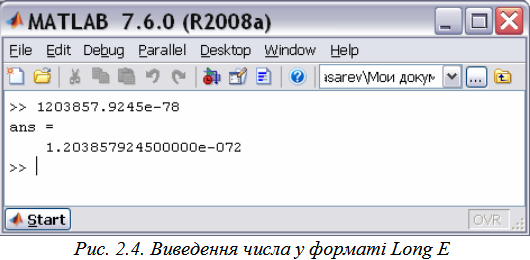 MATLAB 7.6.0 (R2008a)
File Edit Debug Parallel Desktop Window Help
isarev\Мои докум
...
>> 1203857.9245e-78
ans =
1.203857924500000e-072
>>
Start OVR
Рис. 2.4. Виведення числа у форматі Long E